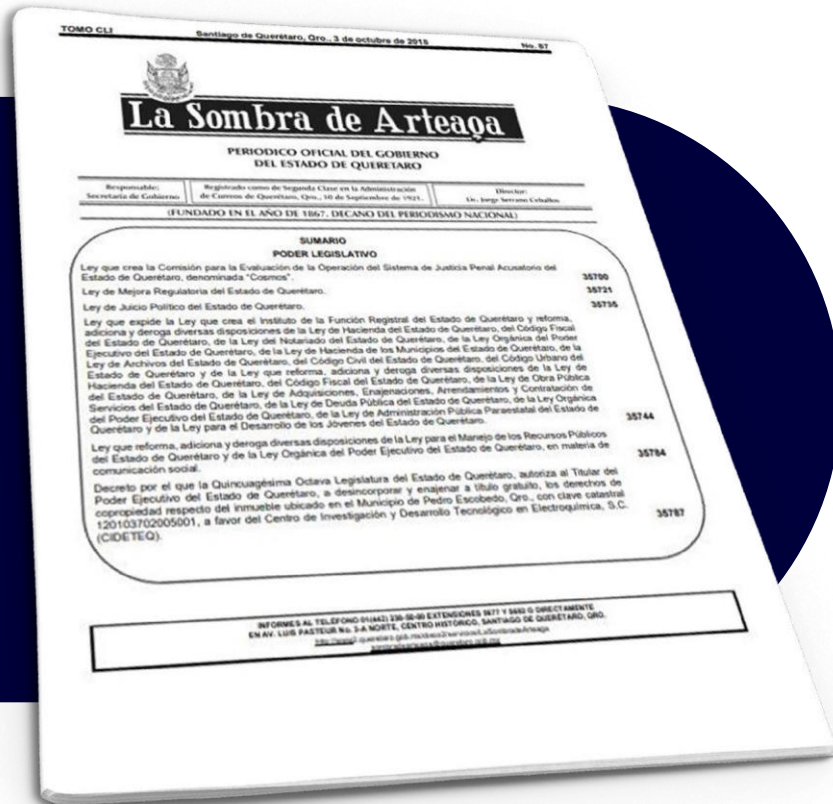 TOMO CLI Santiago de Querétaro, Qro., 3 de octubre de 2018 No. 87
La Sombra de Arteaga
PERIODICO OFICIAL DEL GOBIERNO
DEL ESTADO DE QUERETARO
Responsable: Registrado como de Segunda Clase en la Administración Director:
Secretaría de Gobierno de Correos de Querétaro, Qro., 10 de Septiembre de 1921. Lic. Jorge Serrano Ceballos
(FUNDADO EN EL AÑO DE 1867. DECANO DEL PERIODISMO NACIONAL)
SUMARIO
PODER LEGISLATIVO
Ley que crea la Comisión para la Evaluación de la Operación del Sistema de Justicia Penal Acusatorio del
Estado de Querétaro, denominada "Cosmos". 35700
Ley de Mejora Regulatoria del Estado de Querétaro. 35721
Ley de Juicio Político del Estado de Querétaro. 35735
Ley que expide la Ley que crea el Instituto de la Función Registral del Estado de Querétaro y reforma,
adiciona y deroga diversas disposiciones de la Ley de Hacienda del Estado de Querétaro, del Código Fiscal
del Estado de Querétaro, de la Ley del Notariado del Estado de Querétaro, de la Ley Orgánica del Poder
Ejecutivo del Estado de Querétaro, de la Ley de Hacienda de los Municipios del Estado de Querétaro, de la
Ley de Archivos del Estado de Querétaro, del Código Civil del Estado de Querétaro, del Código Urbano del
Estado de Querétaro y de la Ley que reforma, adiciona y deroga diversas disposiciones de la Ley de
Hacienda del Estado de Querétaro, del Código Fiscal del Estado de Querétaro, de la Ley de Obra Pública
del Estado de Querétaro, de la Ley de Adquisiciones, Enajenaciones, Arrendamientos y Contratación de
Servicios del Estado de Querétaro, de la Ley de Deuda Pública del Estado de Querétaro, de la Ley Orgánica
del Poder Ejecutivo del Estado de Querétaro, de la Ley de Administración Pública Paraestatal del Estado de
Querétaro y de la Ley para el Desarrollo de los Jóvenes del Estado de Querétaro. 35744
Ley que reforma, adiciona y deroga diversas disposiciones de la Ley para el Manejo de los Recursos Públicos
del Estado de Querétaro y de la Ley Orgánica del Poder Ejecutivo del Estado de Querétaro, en materia de
comunicación social. 35784
Decreto por el que la Quincuagésima Octava Legislatura del Estado de Querétaro, autoriza al Titular del
Poder Ejecutivo del Estado de Querétaro, a desincorporar y enajenar a título gratuito, los derechos de
copropiedad respecto del inmueble ubicado en el Municipio de Pedro Escobedo, Qro., con clave catastral
120103702005001, a favor del Centro de Investigación y Desarrollo Tecnológico en Electroquímica, S.C.
(CIDETEQ). 35787
INFORMES AL TELÉFONO 01(442) EXTENSIONES Y O DIRECTAMENTE
EN AV. LUIS PASTEUR No. 3-A NORTE, CENTRO HISTÓRICO, SANTIAGO DE QUERÉTARO, QRO.